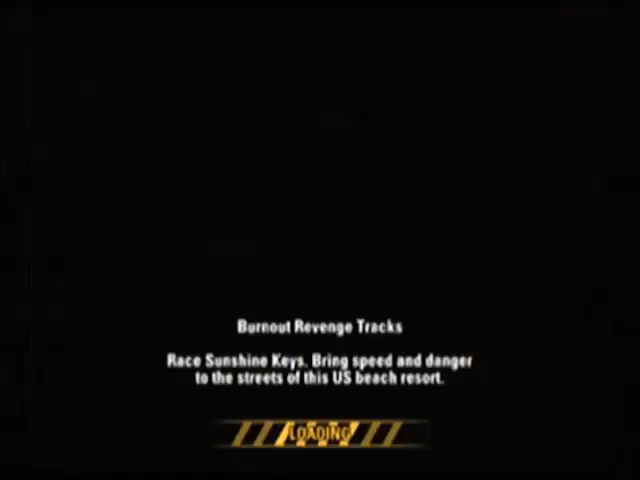 Burnout Revenge Tracks
Race Sunshine Keys. Bring speed and danger
to the streets of this US beach resort.
LOADING